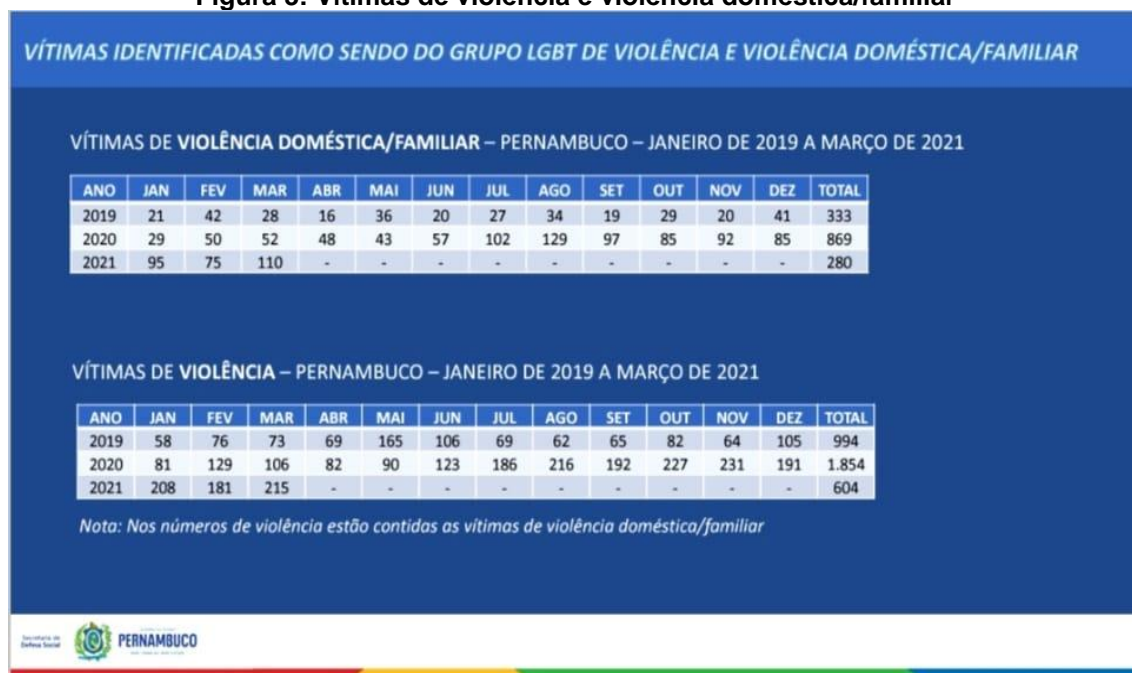 Figura 3: Vítimas de violência e violência doméstica/familiar
VÍTIMAS IDENTIFICADAS COMO SENDO DO GRUPO LGBT DE VIOLÊNCIA E VIOLÊNCIA DOMÉSTICA/FAMILIAR
VÍTIMAS DE VIOLÊNCIA DOMÉSTICA/FAMILIAR – PERNAMBUCO – JANEIRO DE 2019 A MARÇO DE 2021
ANO JAN FEV MAR ABR MAI JUN JUL AGO SET OUT NOV DEZ TOTAL
2019 21 42 28 16 36 20 27 34 19 29 20 41 333
2020 29 50 52 48 43 57 102 129 97 85 92 85 869
2021 95 75 110 - - - - - - - - - 280
VÍTIMAS DE VIOLÊNCIA – PERNAMBUCO – JANEIRO DE 2019 A MARÇO DE 2021
ANO JAN FEV MAR ABR MAI JUN JUL AGO SET OUT NOV DEZ TOTAL
2019 58 76 73 69 165 106 69 62 65 82 64 105 994
2020 81 129 106 82 90 123 186 216 192 227 231 191 1.854
2021 208 181 215 - - - - - - - - - 604
Nota: Nos números de violência estão contidas as vítimas de violência doméstica/familiar
Secretaria de
Defesa Social
PERNAMBUCO